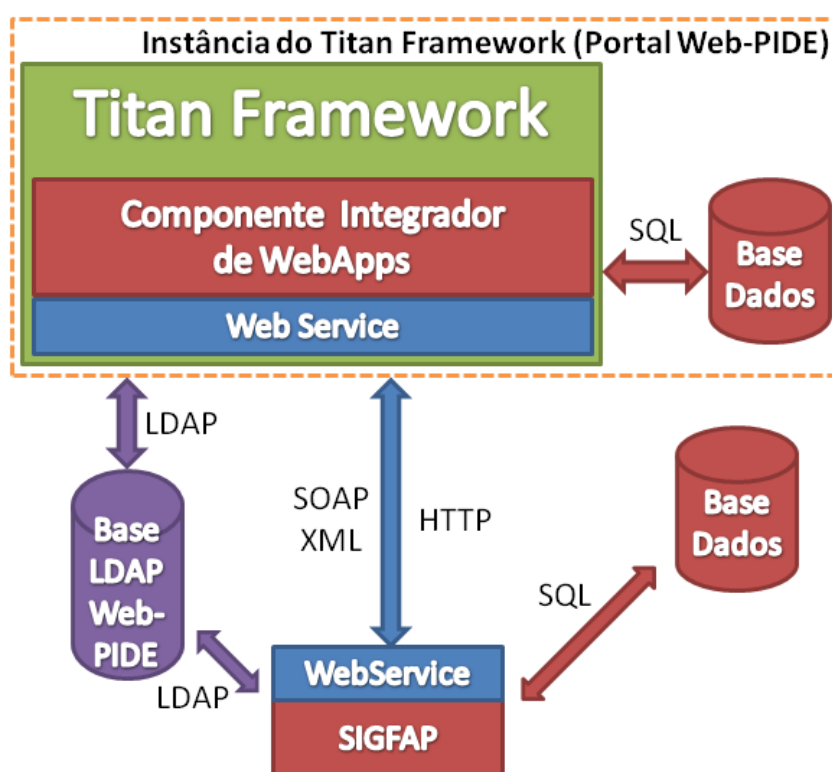 Instância do Titan Framework (Portal Web-PIDE)
Titan Framework
Componente Integrador
de WebApps
Web Service
SQL
Base
Dados
LDAP
SOAP
XML
HTTP
Base
LDAP
Web-
PIDE
LDAP
Base
Dados
SQL
WebService
SIGFAP